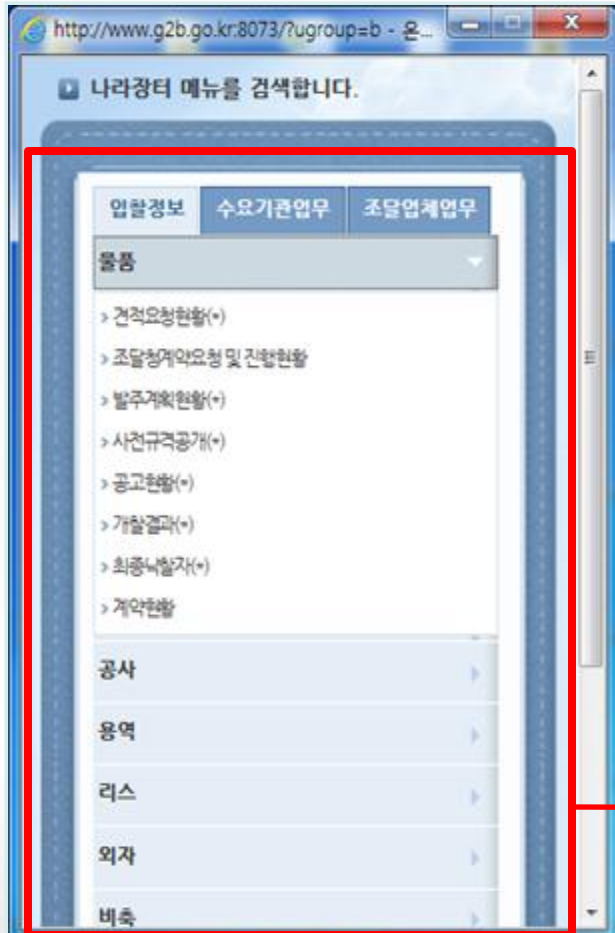 http://www.g2b.go.kr:8073/?ugroup=b - 온...
나라장터 메뉴를 검색합니다.
입찰정보 수요기관업무 조달업체업무
물품
› 견적요청현황(*)
› 조달청계약요청 및 진행현황
› 발주계획현황(*)
› 사전규격공개(*)
› 공고현황(*)
› 개찰결과(*)
› 최종낙찰자(*)
› 계약현황
공사
용역
리스
외자
비축